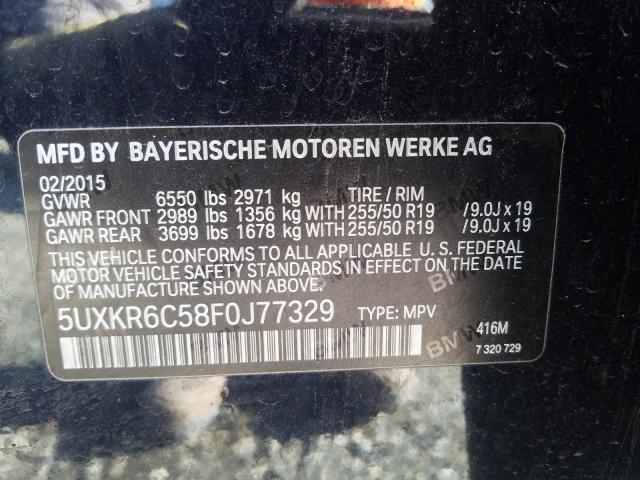 MFD BY BAYERISCHE MOTOREN WERKE AG
02/2015
GVWR 6550 lbs 2971 kg TIRE / RIM
GAWR FRONT 2989 lbs 1356 kg WITH 255/50 R19 /9.0J x 19
GAWR REAR 3699 lbs 1678 kg WITH 255/50 R19 /9.0J x 19
THIS VEHICLE CONFORMS TO ALL APPLICABLE U. S. FEDERAL
MOTOR VEHICLE SAFETY STANDARDS IN EFFECT ON THE DATE
OF MANUFACTURE SHOWN ABOVE.
5UXKR6C58F0J77329 TYPE: MPV
416M
7 320 729
BMW